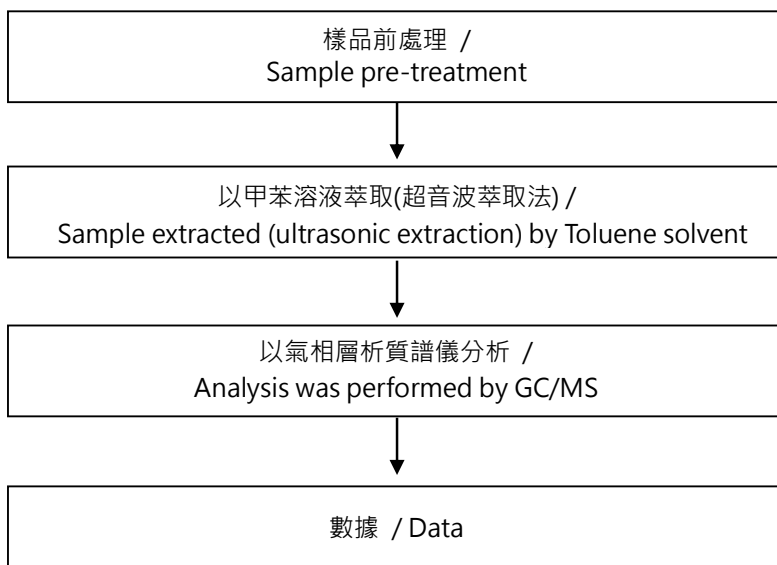 樣品前處理 /
Sample pre-treatment
以甲苯溶液萃取(超音波萃取法) /
Sample extracted (ultrasonic extraction) by Toluene solvent
以氣相層析質譜儀分析 /
Analysis was performed by GC/MS
數據 / Data